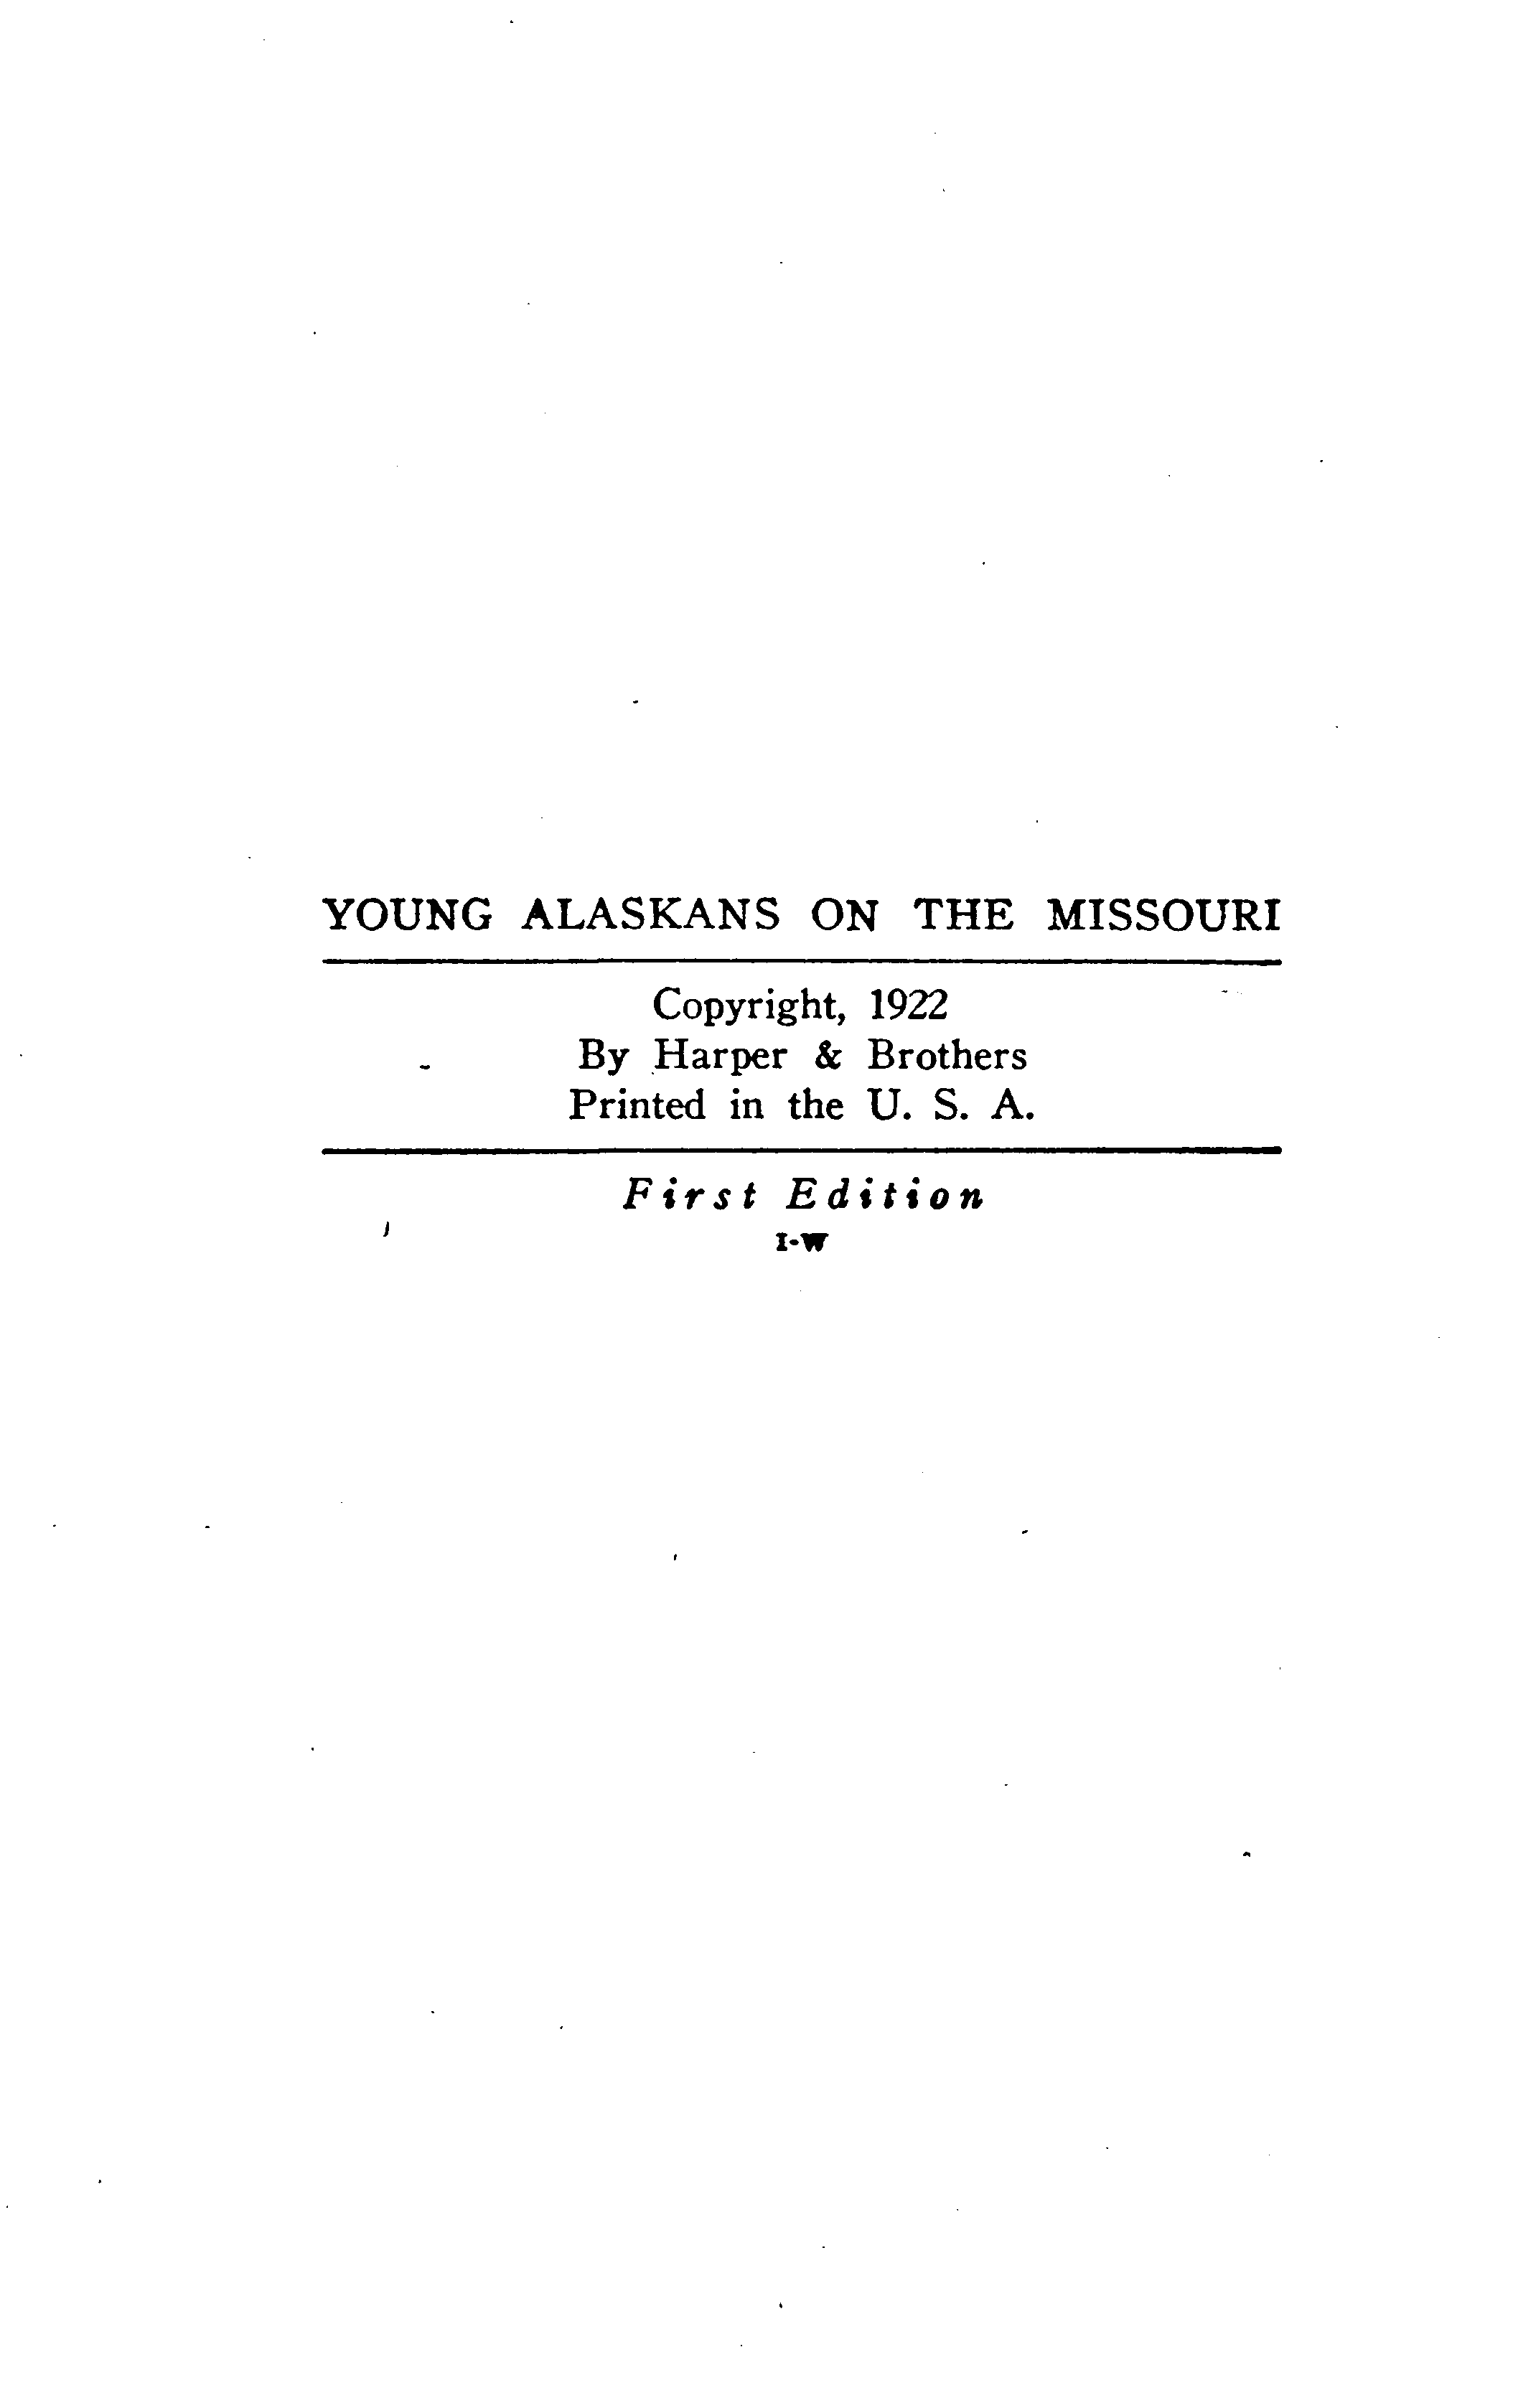 YOUNG ALASKANS ON THE MISSOURI
Copyright, 1922
By Harper & Brothers
Printed in the U. S. A.
First Edition
I-W